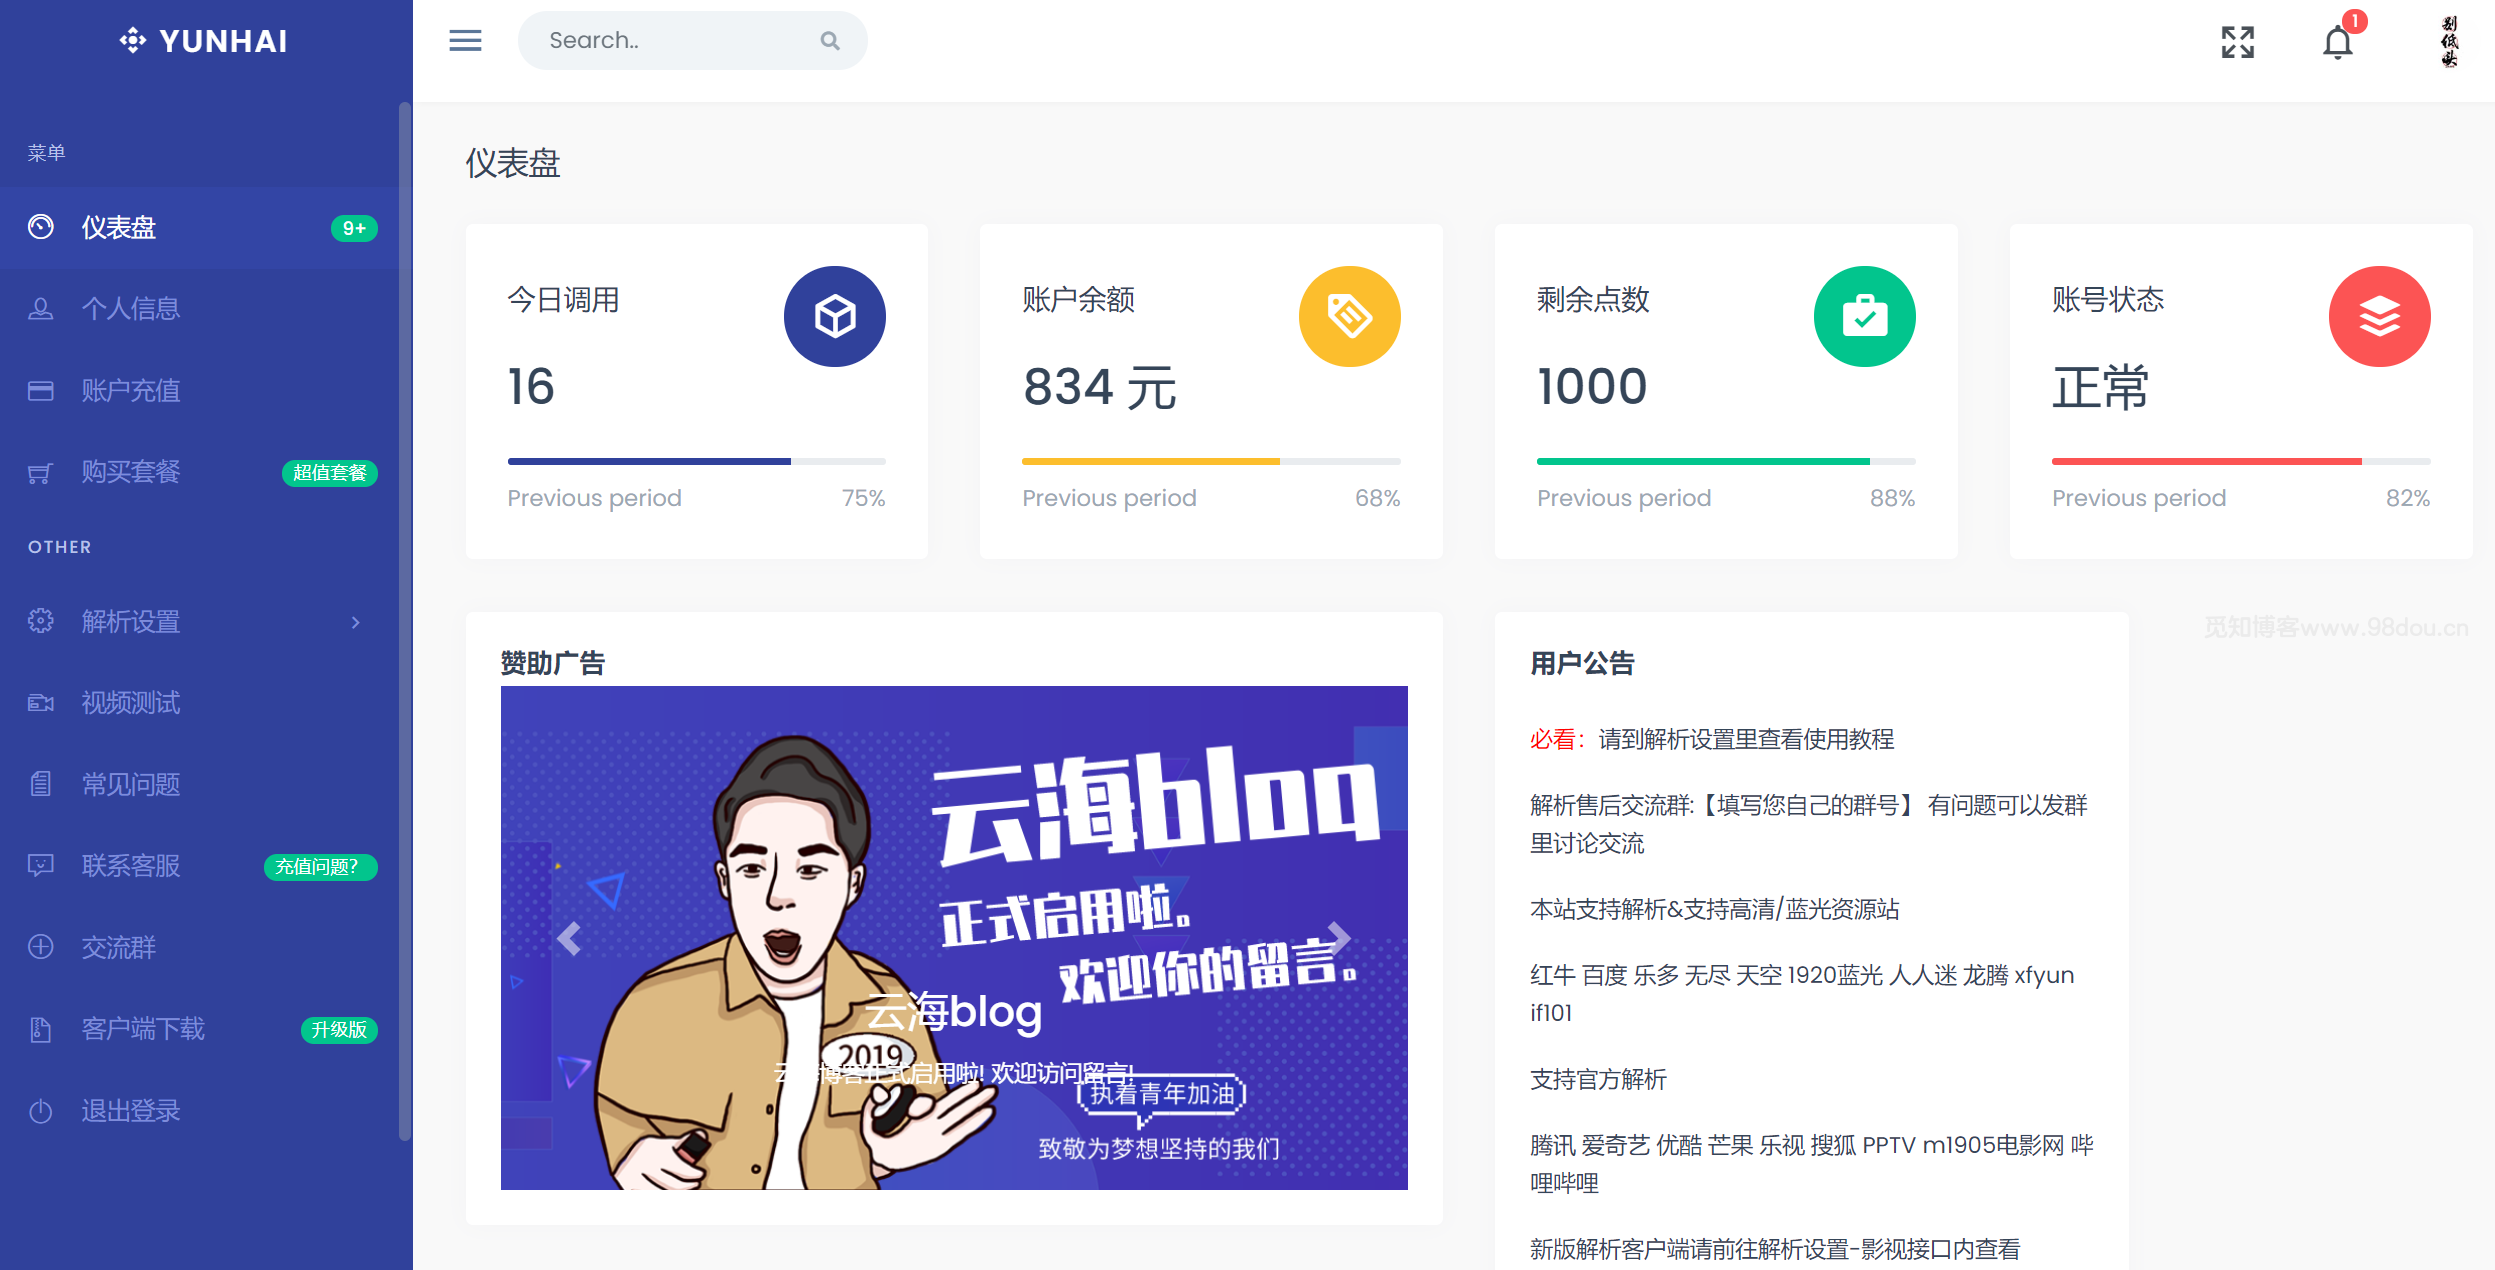 YUNHAI
Search..
1
别低头
菜单
仪表盘 9+
个人信息
账户充值
购买套餐 超值套餐
OTHER
解析设置
视频测试
常见问题
联系客服 充值问题?
交流群
客户端下载 升级版
退出登录
仪表盘
今日调用
16
Previous period 75%
账户余额
834 元
Previous period 68%
剩余点数
1000
Previous period 88%
账号状态
正常
Previous period 82%
赞助广告
云海blog
正式启用啦。
欢迎你的留言。
云海blog
2019
云海博客正式启用啦! 欢迎访问留言!
执着青年加油
致敬为梦想坚持的我们
用户公告
必看：请到解析设置里查看使用教程
解析售后交流群:【填写您自己的群号】 有问题可以发群
里讨论交流
本站支持解析&支持高清/蓝光资源站
红牛 百度 乐多 无尽 天空 1920蓝光 人人迷 龙腾 xfyun
if101
支持官方解析
腾讯 爱奇艺 优酷 芒果 乐视 搜狐 PPTV m1905电影网 哔
哩哔哩
新版解析客户端请前往解析设置-影视接口内查看
觅知博客www.98dou.cn